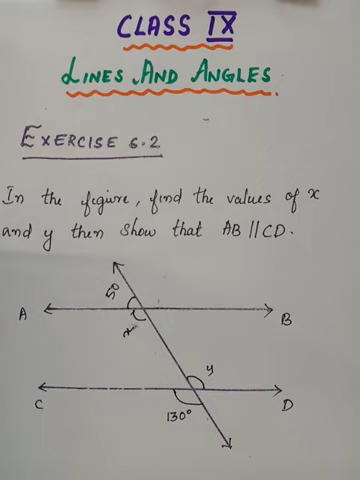 CLASS IX
LINES AND ANGLES.
EXERCISE 6.2
In the figure, find the values of x
and y then show that AB || CD.
50
A
B
x
y
C
130°
D